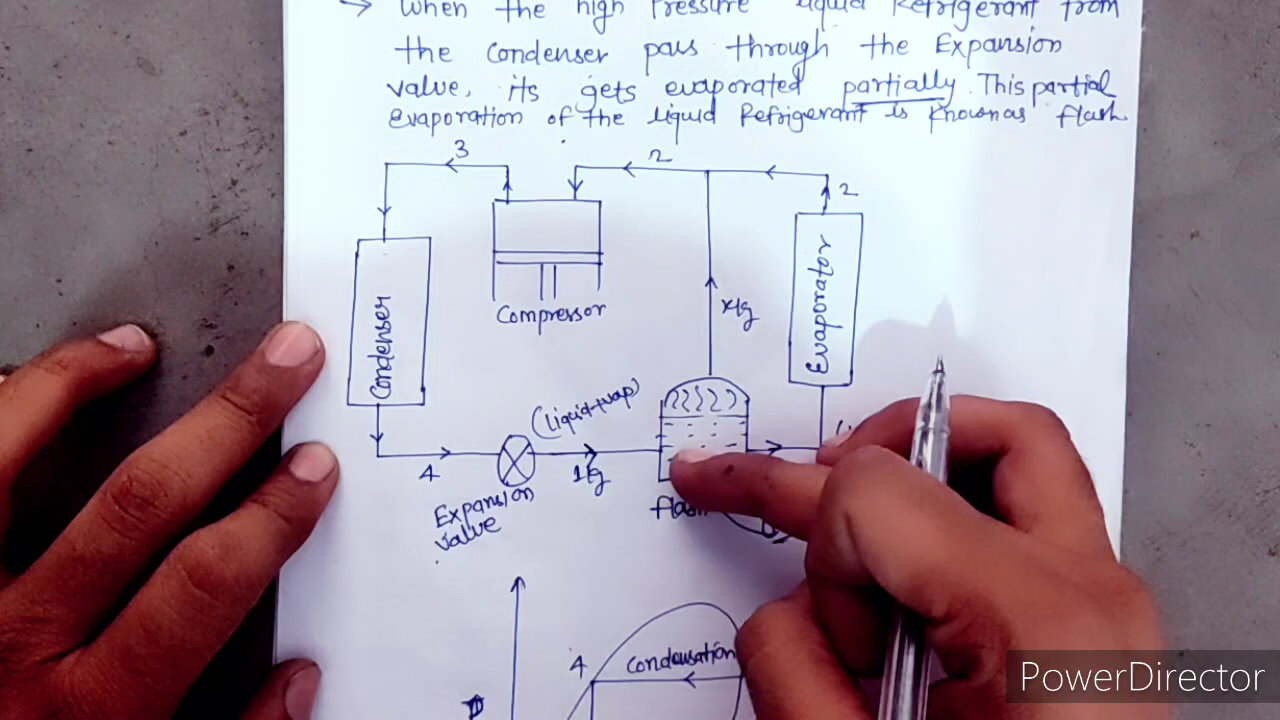 → When the high Pressure Liquid Refrigerant from
the Condenser pass through the Expansion
value, its gets evaporated partially. This partial
Evaporation of the liquid Refrigerant is known as flash
3
2
2
Condenser
Compressor
Evaporator
(liquid+vap)
4
1kg
Expansion
value
flash
4
Condensation
P
PowerDirector